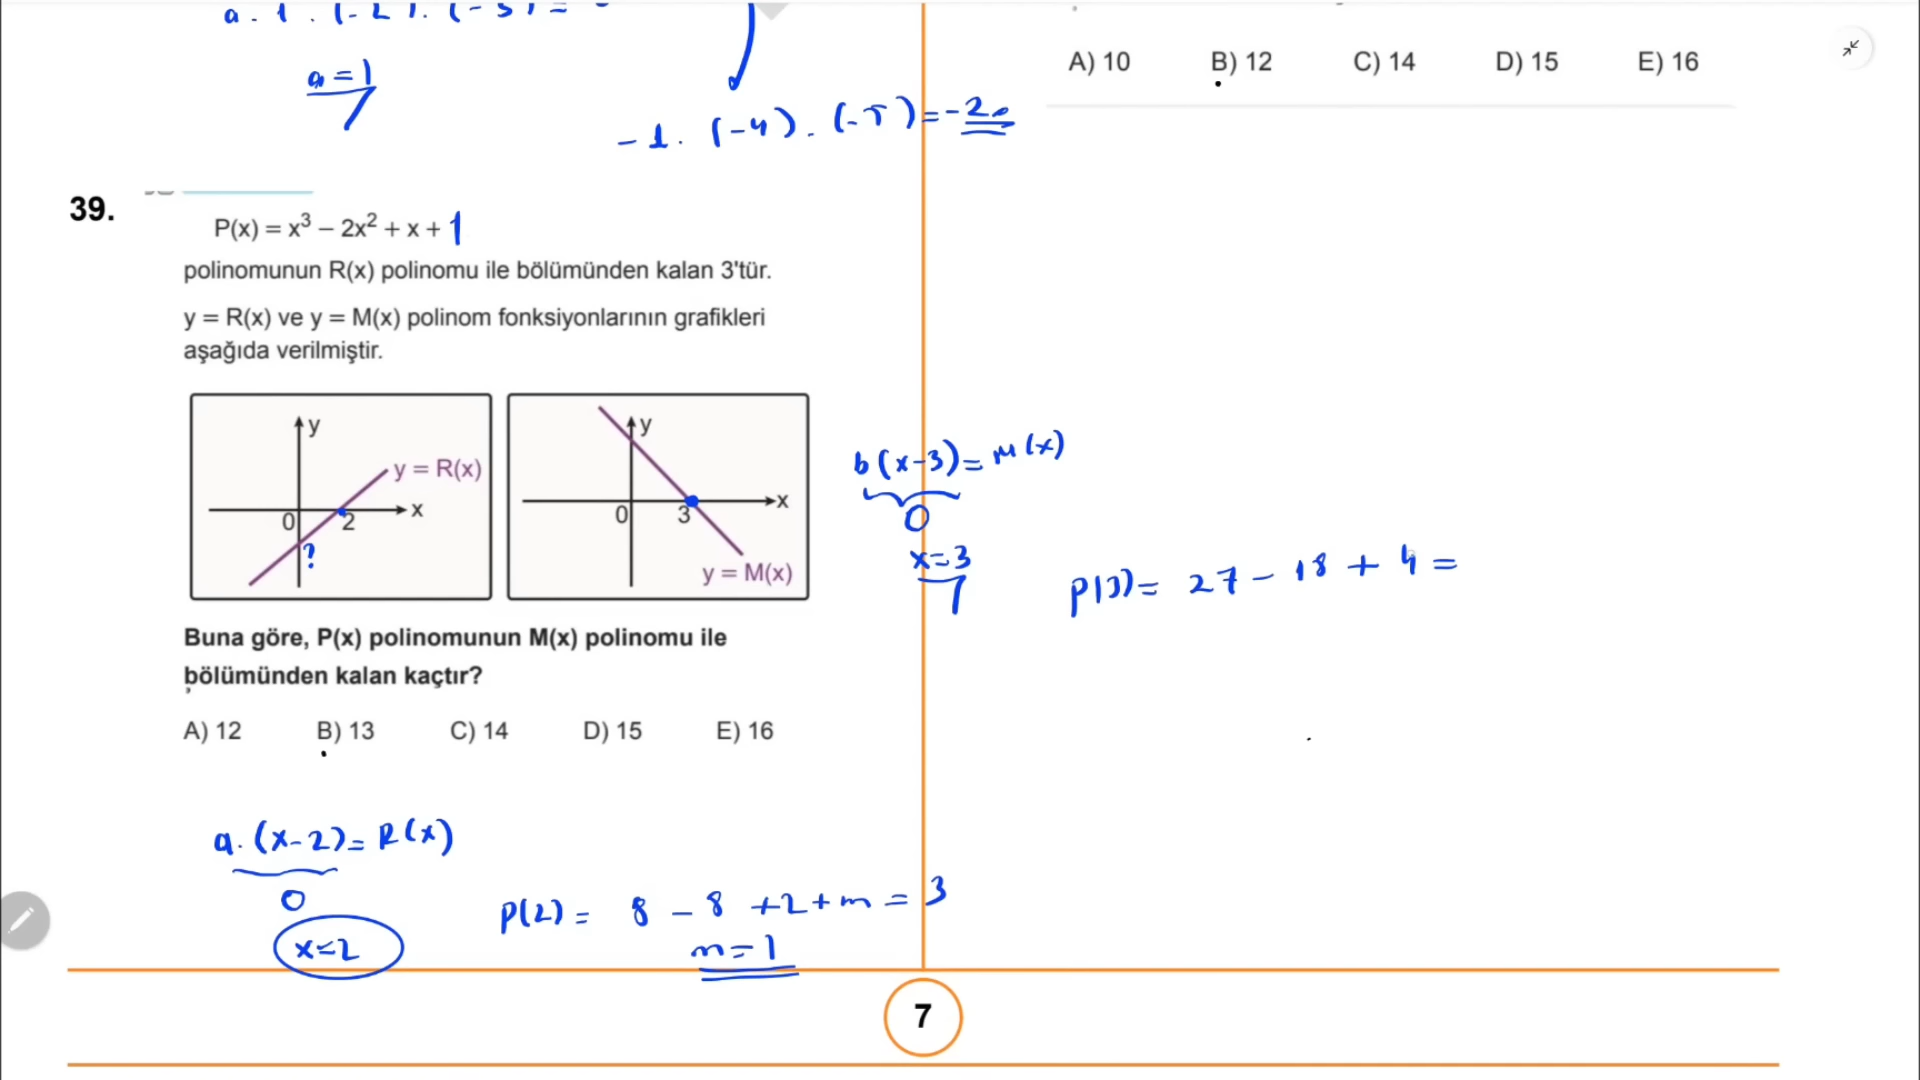 a = 1
-1 . (-4) . (-5) = -20
A) 10 B) 12 C) 14 D) 15 E) 16
39.
P(x) = x³ – 2x² + x + 1
polinomunun R(x) polinomu ile bölümünden kalan 3'tür.
y = R(x) ve y = M(x) polinom fonksiyonlarının grafikleri
aşağıda verilmiştir.
y
y = R(x)
x
0 2
?
y
x
0 3
y = M(x)
Buna göre, P(x) polinomunun M(x) polinomu ile
bölümünden kalan kaçtır?
A) 12 B) 13 C) 14 D) 15 E) 16
a. (x-2) = R(x)
0
x=2
P(2) = 8 - 8 + 2 + m = 3
m = 1
b(x-3) = M(x)
0
x=3
P(3) = 27 - 18 + 4 =
7